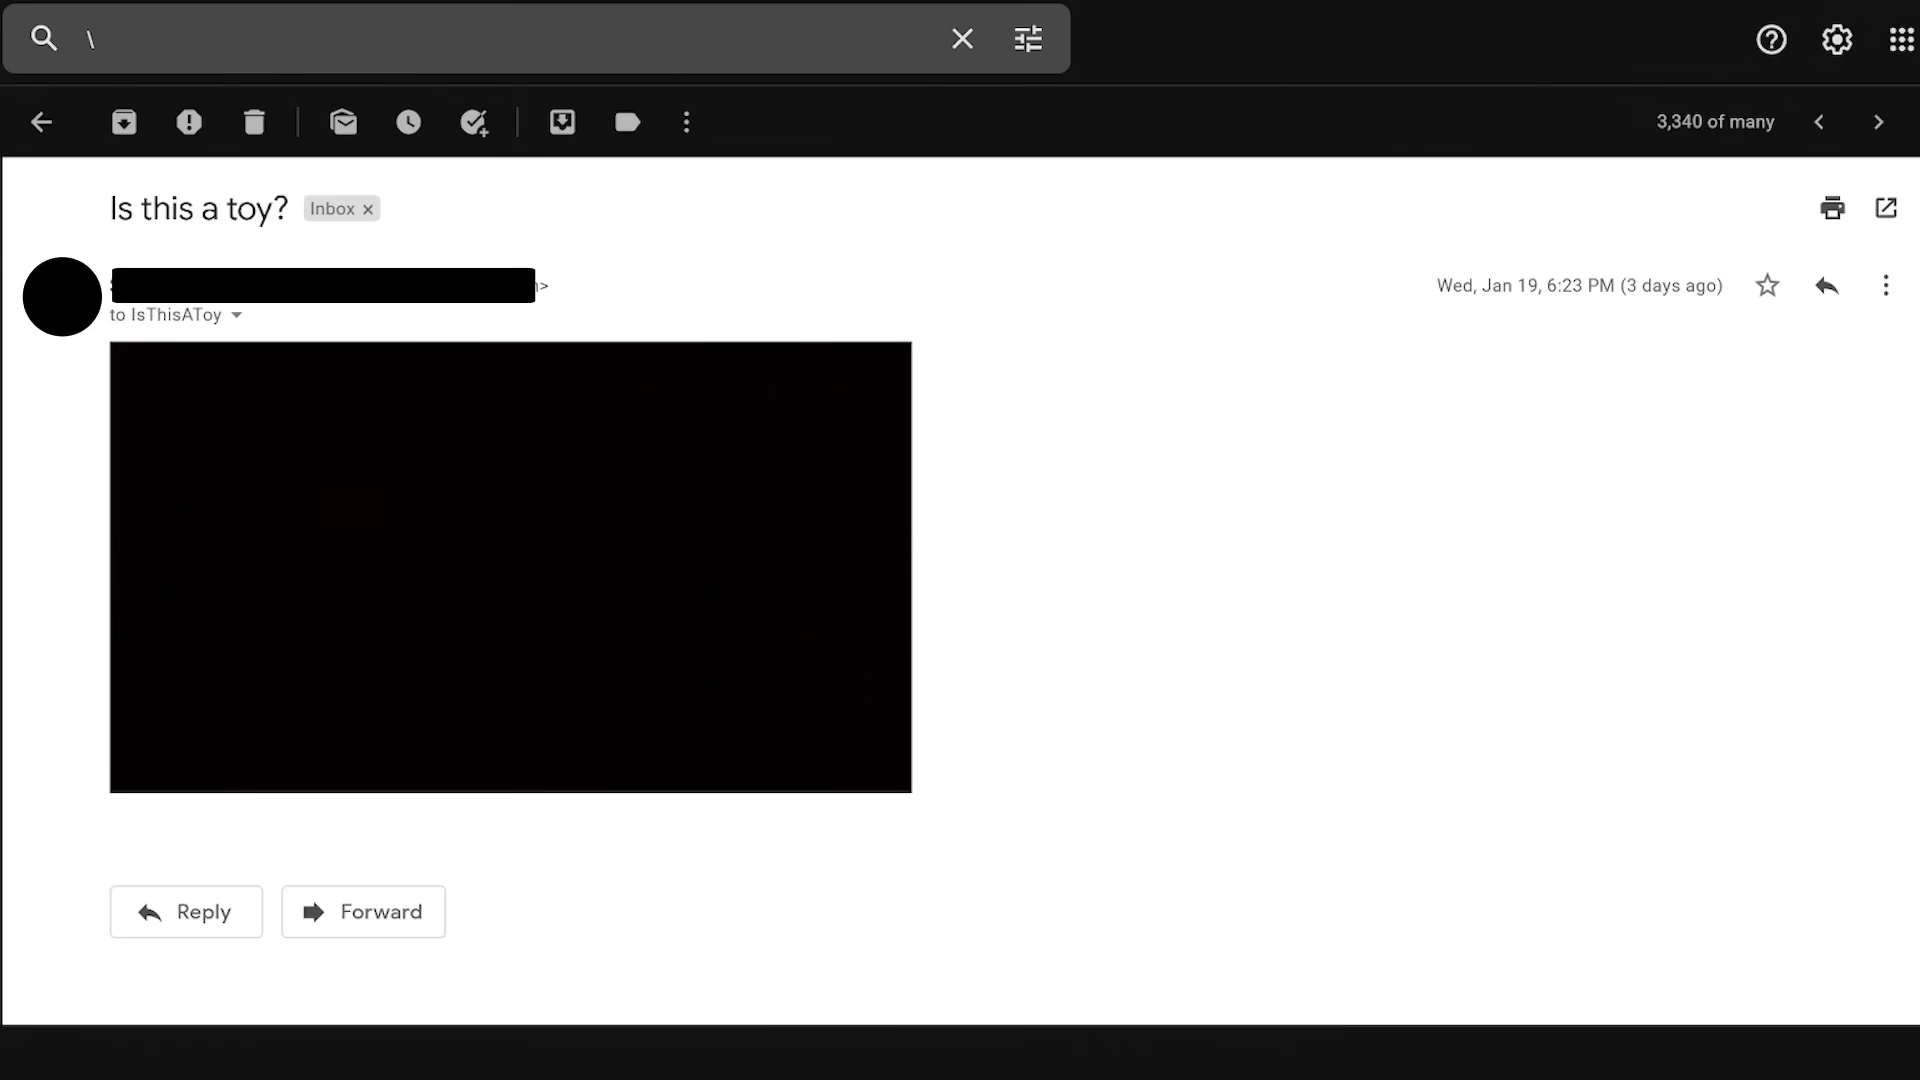 \
3,340 of many
Is this a toy? Inbox ×
>
Wed, Jan 19, 6:23 PM (3 days ago)
to IsThisAToy
Reply
Forward